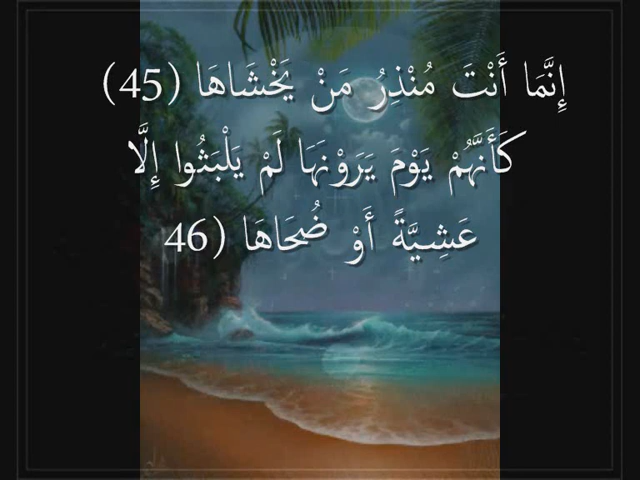 إِنَّمَا أَنْتَ مُنْذِرُ مَنْ يَخْشَاهَا (45)
كَأَنَّهُمْ يَوْمَ يَرَوْنَهَا لَمْ يَلْبَثُوا إِلَّا
عَشِيَّةً أَوْ ضُحَاهَا (46